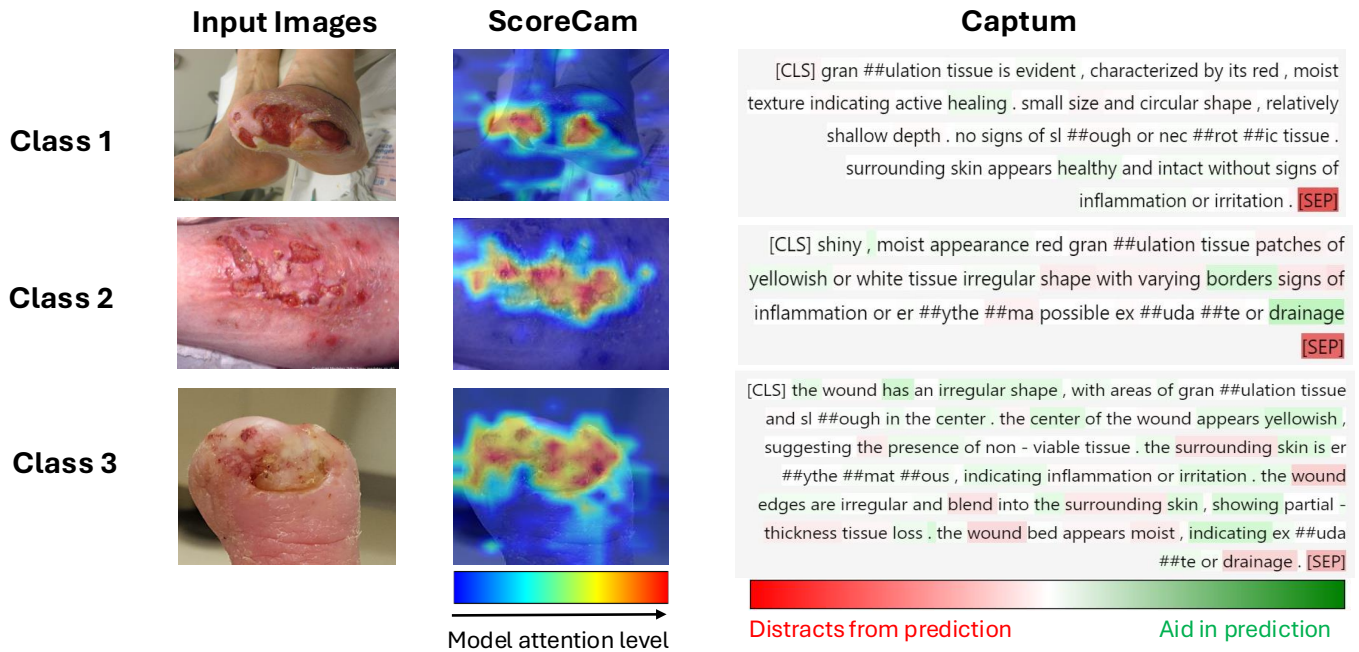 Input Images
ScoreCam
Captum
Class 1
[CLS] gran ##ulation tissue is evident , characterized by its red , moist
texture indicating active healing . small size and circular shape , relatively
shallow depth . no signs of sl ##ough or nec ##rot ##ic tissue .
surrounding skin appears healthy and intact without signs of
inflammation or irritation . [SEP]
Class 2
[CLS] shiny , moist appearance red gran ##ulation tissue patches of
yellowish or white tissue irregular shape with varying borders signs of
inflammation or er ##ythe ##ma possible ex ##uda ##te or drainage
[SEP]
Class 3
[CLS] the wound has an irregular shape , with areas of gran ##ulation tissue
and sl ##ough in the center . the center of the wound appears yellowish ,
suggesting the presence of non - viable tissue . the surrounding skin is er
##ythe ##mat ##ous , indicating inflammation or irritation . the wound
edges are irregular and blend into the surrounding skin , showing partial -
thickness tissue loss . the wound bed appears moist , indicating ex ##uda
##te or drainage . [SEP]
Model attention level
Distracts from prediction
Aid in prediction